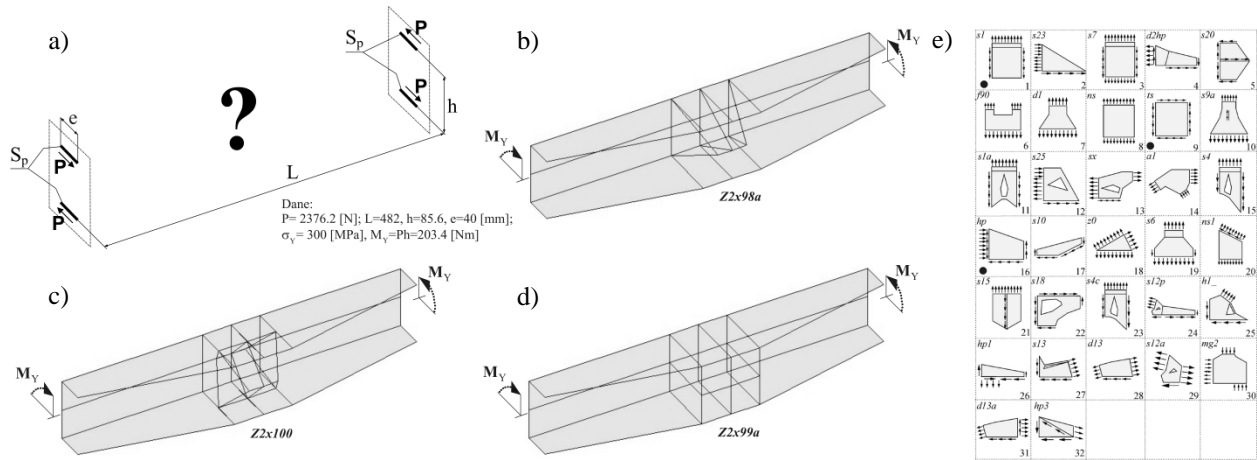 a)
S_p
P
P
h
e
S_p
P
P
?
L
Dane:
P= 2376.2 [N]; L=482, h=85.6, e=40 [mm];
σ_Y= 300 [MPa], M_Y=Ph=203.4 [Nm]
b)
M_Y
M_Y
Z2x98a
c)
M_Y
M_Y
Z2x100
d)
M_Y
M_Y
Z2x99a
e)
s1 s23 s7 d2hp s20
1 2 3 4 5
f90 d1 ns ts s9a
6 7 8 9 10
s1a s25 sx a1 s4
11 12 13 14 15
hp s10 z0 s6 ns1
16 17 18 19 20
s15 s18 s4c s12p h1_
21 22 23 24 25
hp1 s13 d13 s12a mg2
26 27 28 29 30
d13a hp3
31 32